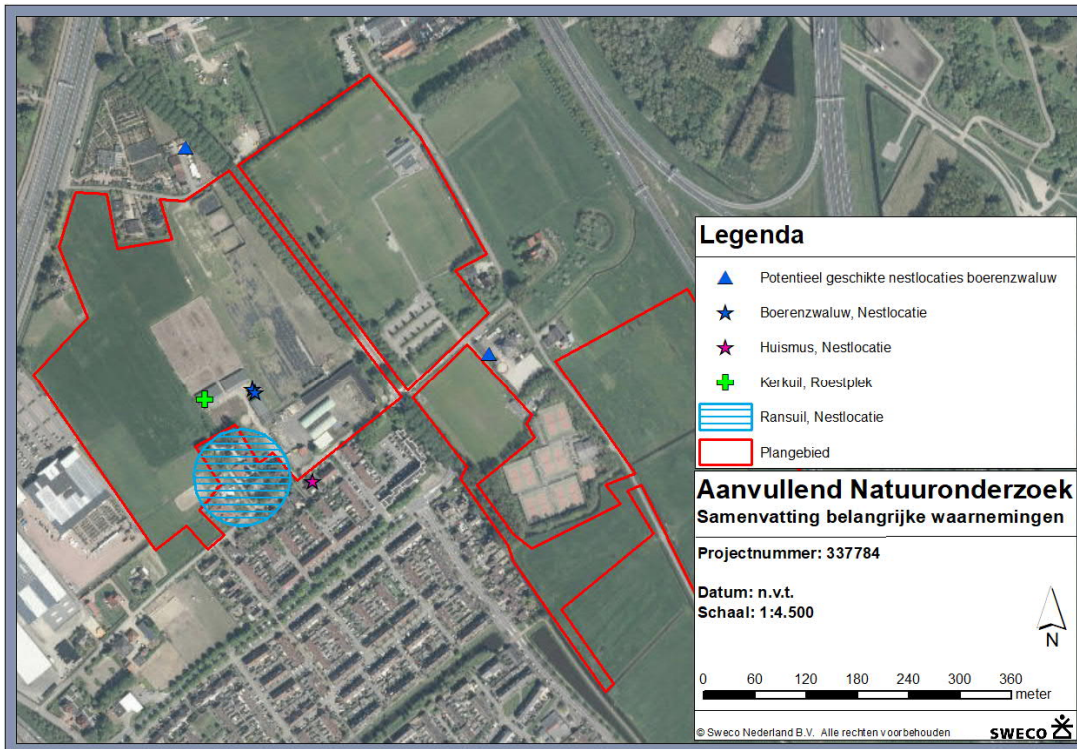 Legenda
Potentieel geschikte nestlocaties boerenzwaluw
Boerenzwaluw, Nestlocatie
Huismus, Nestlocatie
Kerkuil, Roestplek
Ransuil, Nestlocatie
Plangebied
Aanvullend Natuuronderzoek
Samenvatting belangrijke waarnemingen
Projectnummer: 337784
Datum: n.v.t.
Schaal: 1:4.500
N
0 60 120 180 240 300 360
meter
© Sweco Nederland B.V. Alle rechten voorbehouden
SWECO